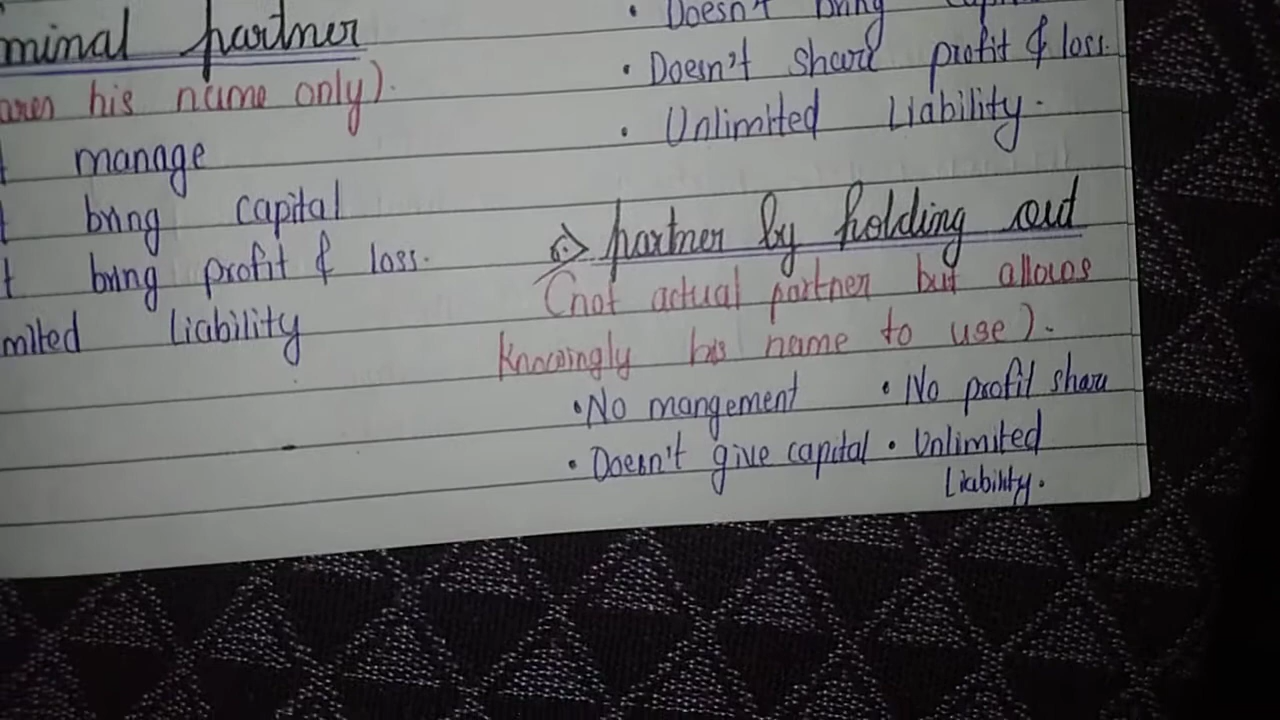 minal partner
his name only).
manage
bring capital
bring profit & loss.
mited Liability
• Doesn't bring
• Doesn't share profit & loss.
• Unlimited Liability.
partner by holding out
(not actual partner but allows
knowingly his name to use).
• No mangement • No profit share
• Doesn't give capital • Unlimited
Liability.